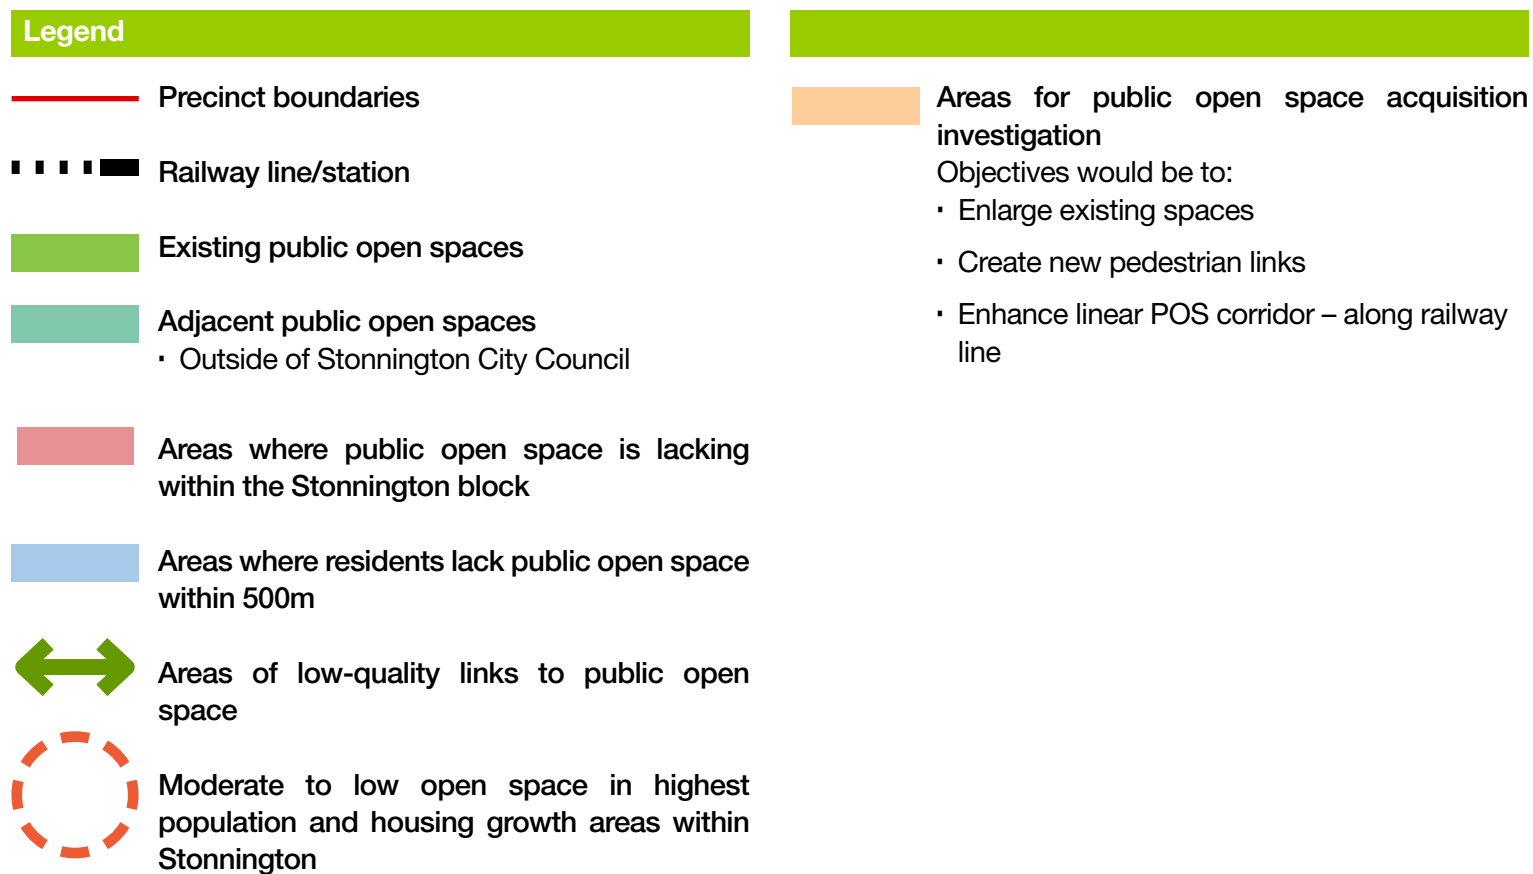 Legend
Precinct boundaries
Railway line/station
Existing public open spaces
Adjacent public open spaces
· Outside of Stonnington City Council
Areas where public open space is lacking
within the Stonnington block
Areas where residents lack public open space
within 500m
Areas of low-quality links to public open
space
Moderate to low open space in highest
population and housing growth areas within
Stonnington
Areas for public open space acquisition
investigation
Objectives would be to:
· Enlarge existing spaces
· Create new pedestrian links
· Enhance linear POS corridor – along railway
line